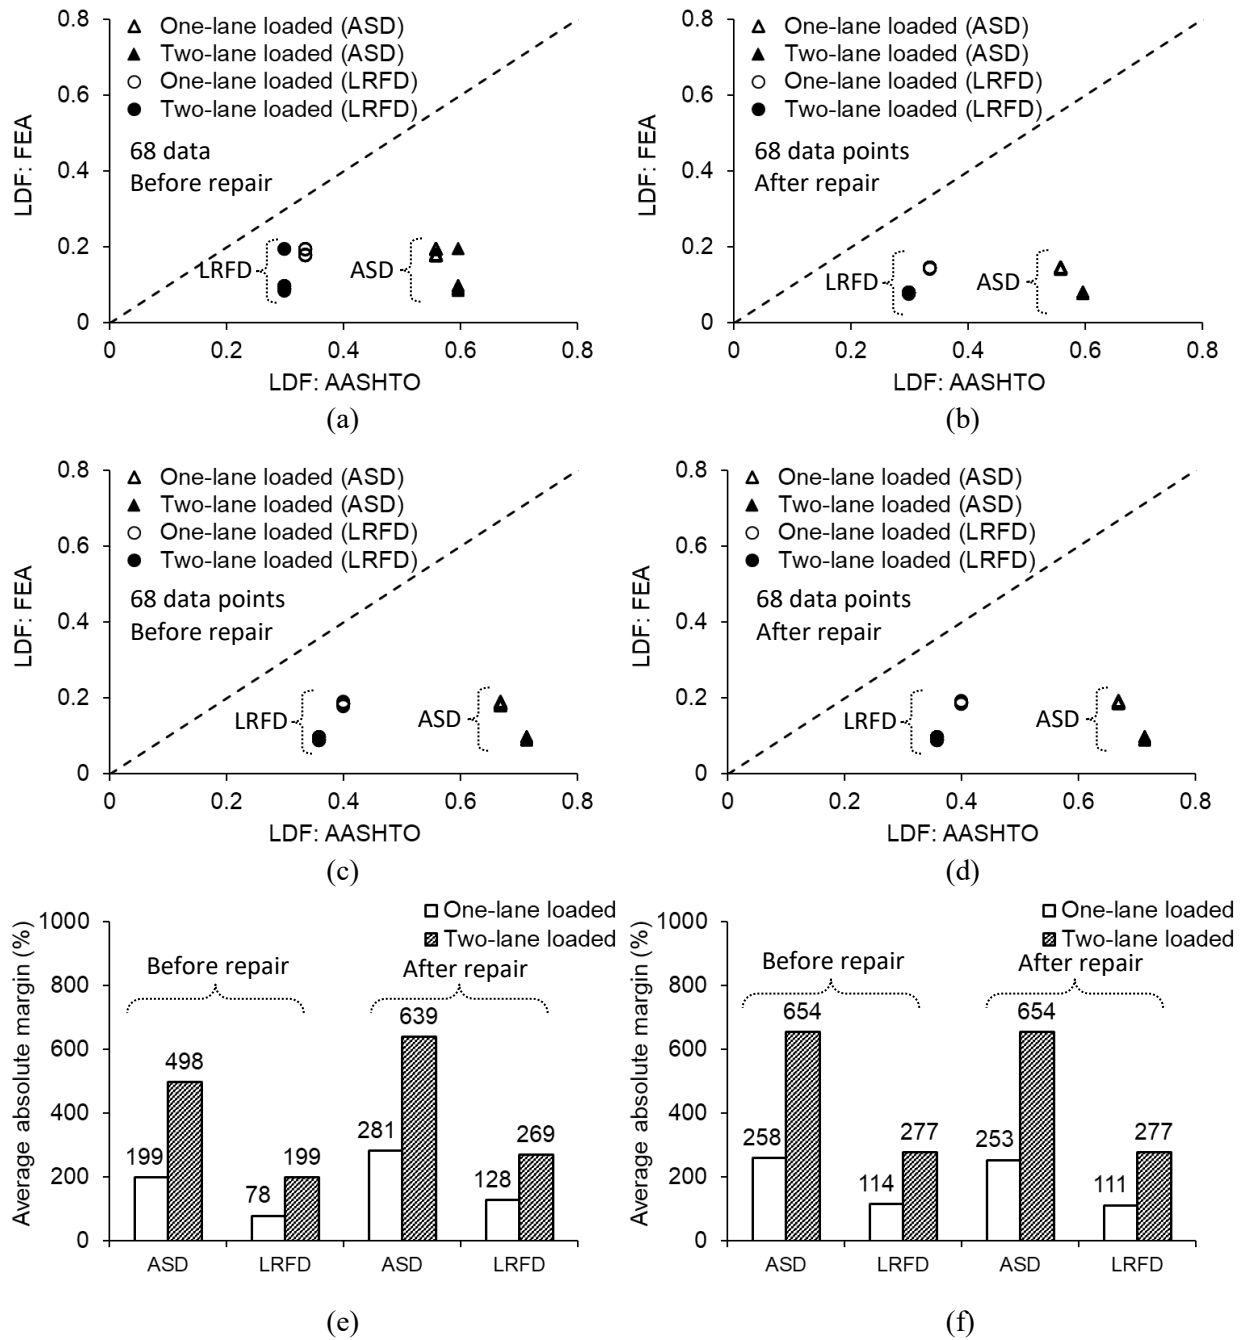 0.8
0.6
0.4
0.2
0
LDF: FEA
One-lane loaded (ASD)
Two-lane loaded (ASD)
One-lane loaded (LRFD)
Two-lane loaded (LRFD)
68 data
Before repair
LRFD
ASD
0 0.2 0.4 0.6 0.8
LDF: AASHTO
(a)
0.8
0.6
0.4
0.2
0
LDF: FEA
One-lane loaded (ASD)
Two-lane loaded (ASD)
One-lane loaded (LRFD)
Two-lane loaded (LRFD)
68 data points
After repair
LRFD
ASD
0 0.2 0.4 0.6 0.8
LDF: AASHTO
(b)
0.8
0.6
0.4
0.2
0
LDF: FEA
One-lane loaded (ASD)
Two-lane loaded (ASD)
One-lane loaded (LRFD)
Two-lane loaded (LRFD)
68 data points
Before repair
LRFD
ASD
0 0.2 0.4 0.6 0.8
LDF: AASHTO
(c)
0.8
0.6
0.4
0.2
0
LDF: FEA
One-lane loaded (ASD)
Two-lane loaded (ASD)
One-lane loaded (LRFD)
Two-lane loaded (LRFD)
68 data points
After repair
LRFD
ASD
0 0.2 0.4 0.6 0.8
LDF: AASHTO
(d)
1000
800
600
400
200
0
Average absolute margin (%)
One-lane loaded
Two-lane loaded
Before repair
After repair
199
498
78
199
281
639
128
269
ASD LRFD ASD LRFD
(e)
1000
800
600
400
200
0
Average absolute margin (%)
One-lane loaded
Two-lane loaded
Before repair
After repair
258
654
114
277
253
654
111
277
ASD LRFD ASD LRFD
(f)